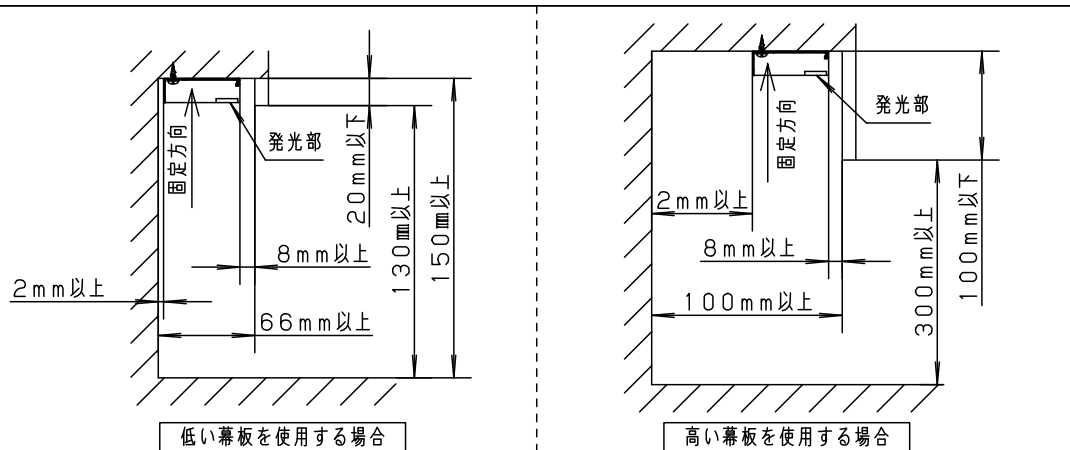 発光部
固定方向
20mm以下
130㎜以上
150㎜以上
8mm以上
2mm以上
66mm以上
低い幕板を使用する場合
発光部
固定方向
2mm以上
8mm以上
100mm以上
300mm以上
100mm以下
高い幕板を使用する場合